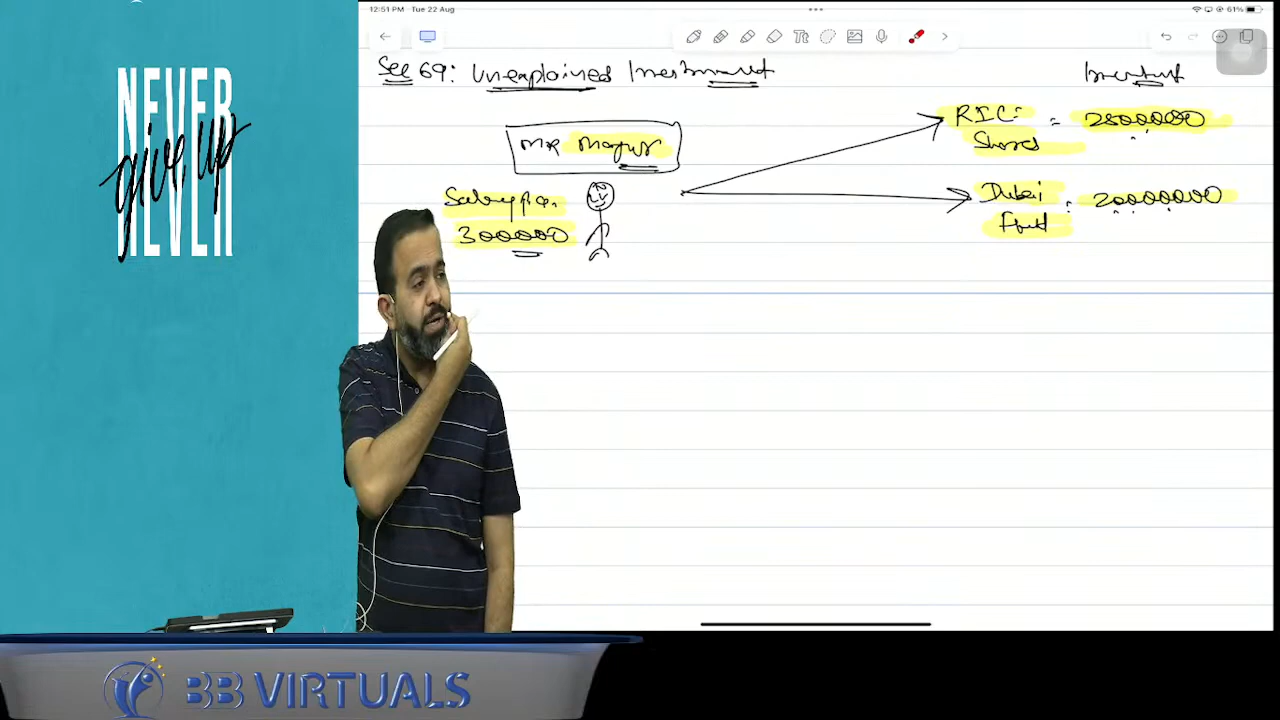 12:51 PM Tue 22 Aug
61%
Sec 69: Unexplained Investment
Investment
Mr Mayur
RIL = 2500000
Shares
Salary p.a.
300000
Dubai : 20000000
Flat
NEVER
give up
NEVER
BB VIRTUALS